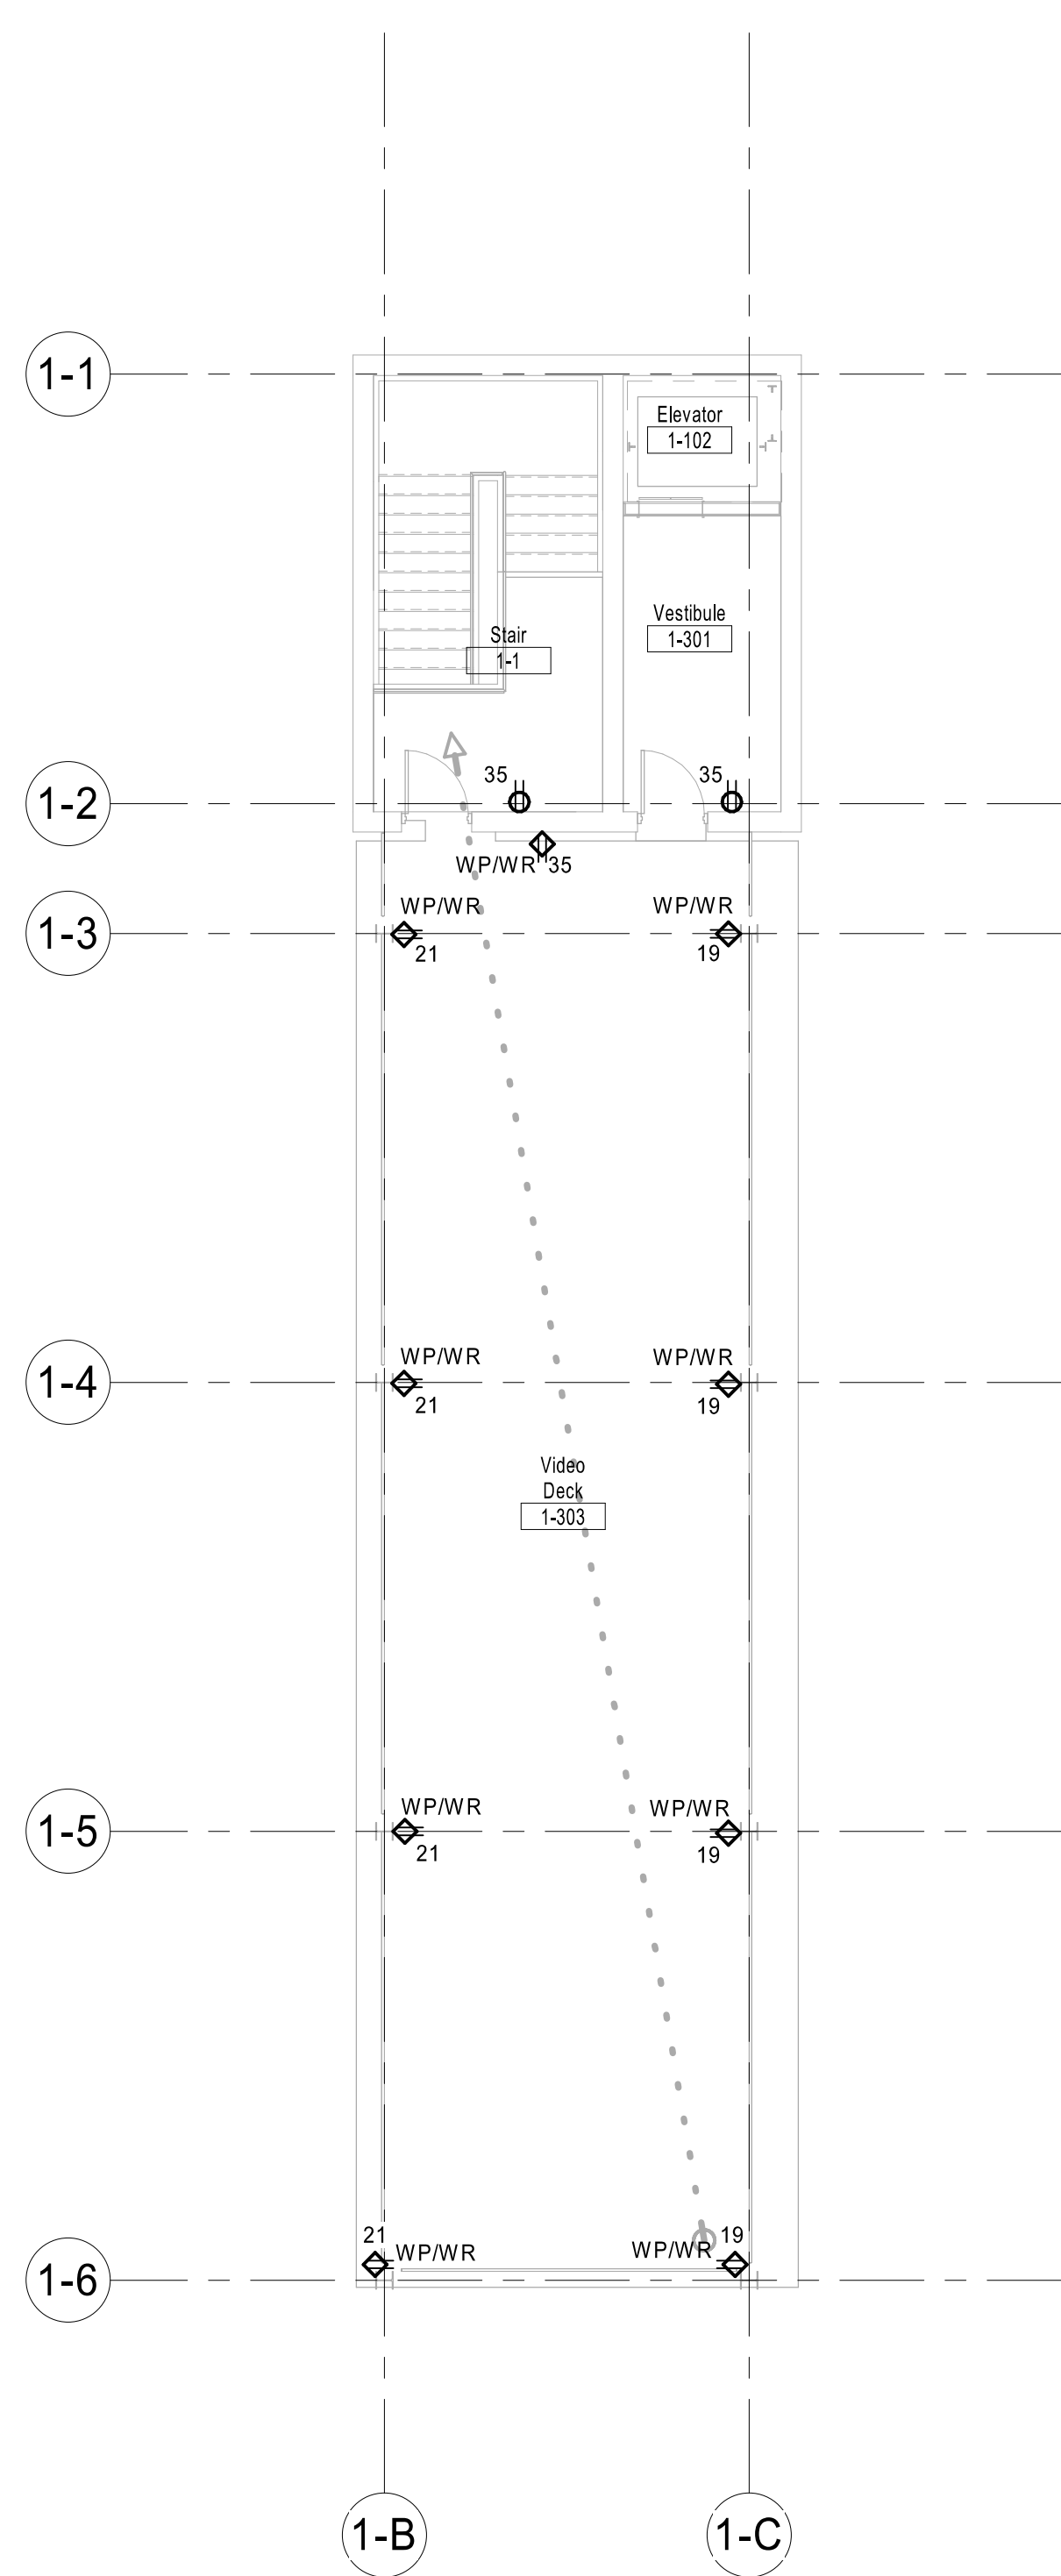 1-1
Elevator
1-102
Vestibule
1-301
Stair
1-1
35
35
1-2
WP/WR 35
WP/WR
WP/WR
1-3
21
19
WP/WR
WP/WR
1-4
21
19
Video
Deck
1-303
WP/WR
WP/WR
1-5
21
19
21
19
WP/WR
WP/WR
1-6
1-B
1-C